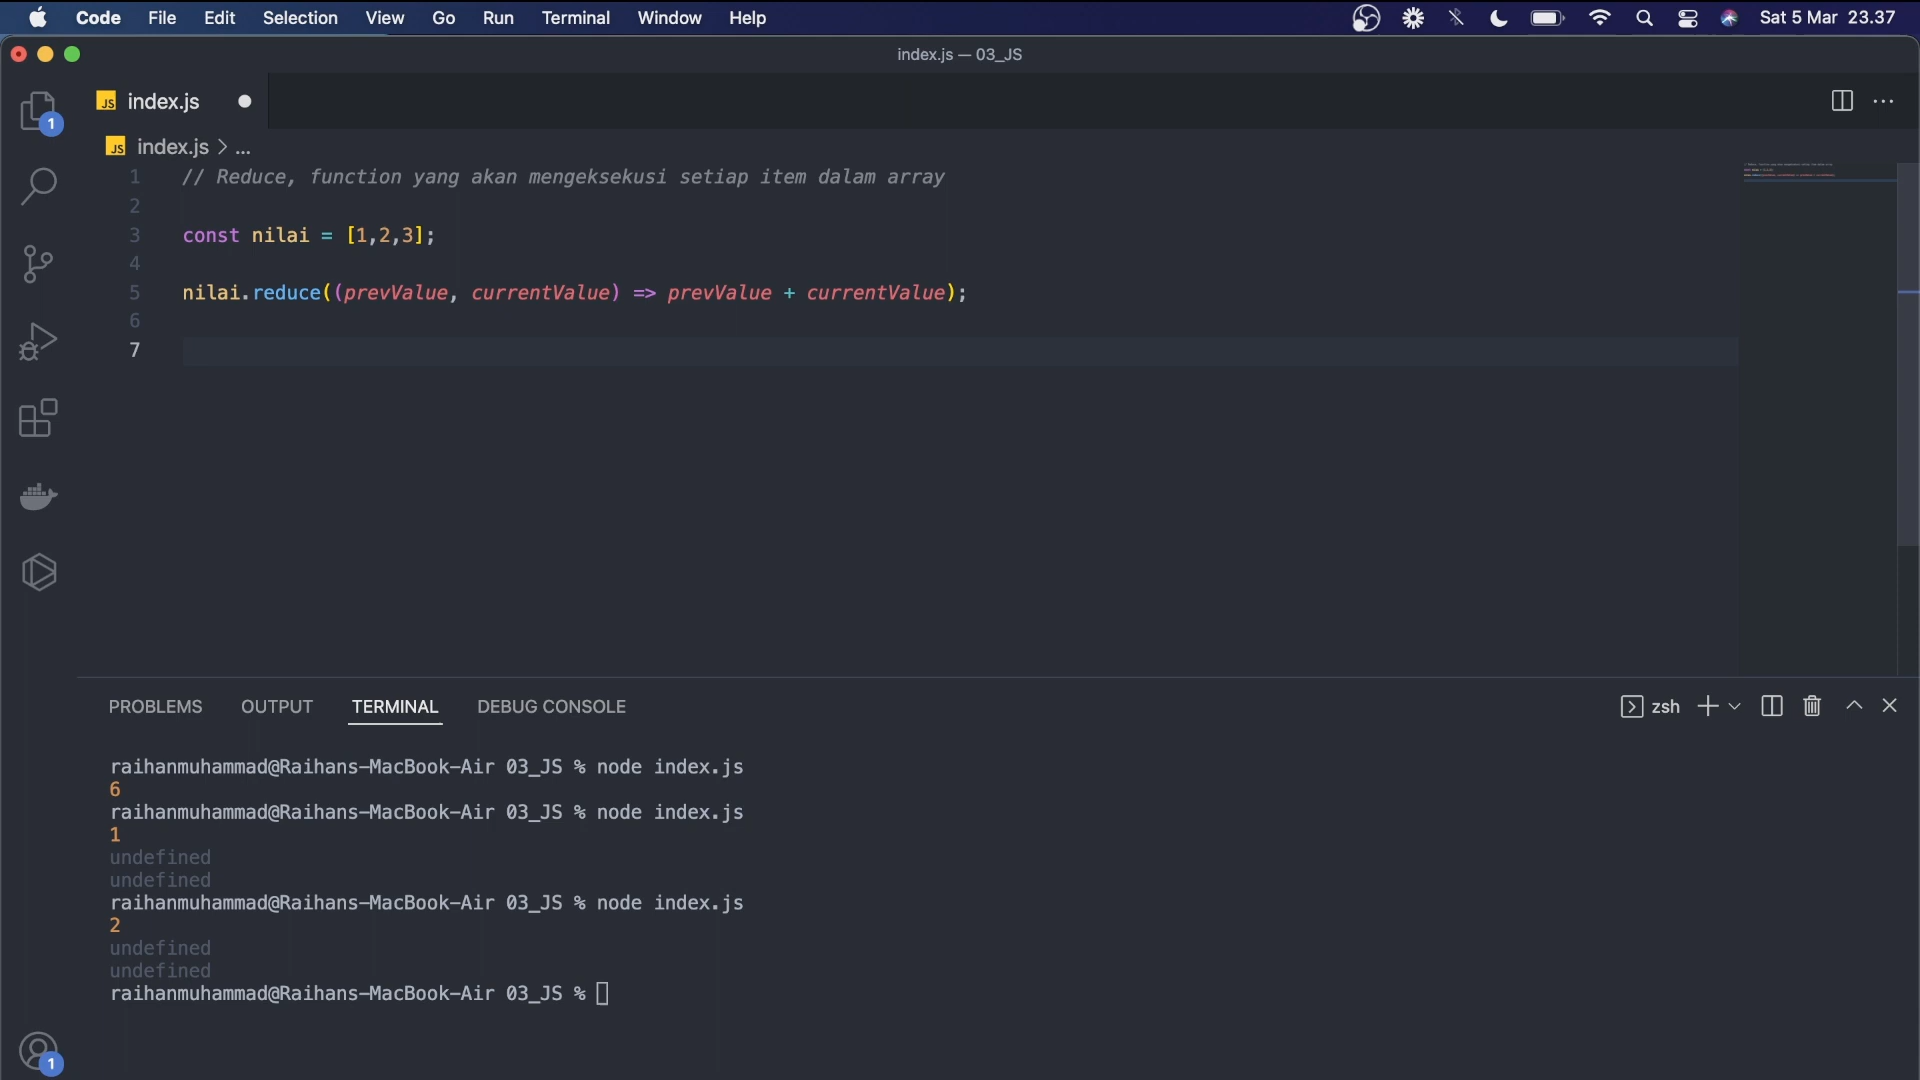 Code File Edit Selection View Go Run Terminal Window Help Sat 5 Mar 23.37
index.js — 03_JS
JS index.js
JS index.js > ...
1 // Reduce, function yang akan mengeksekusi setiap item dalam array
2
3 const nilai = [1,2,3];
4
5 nilai.reduce((prevValue, currentValue) => prevValue + currentValue);
6
7
1
PROBLEMS OUTPUT TERMINAL DEBUG CONSOLE zsh
raihanmuhammad@Raihans-MacBook-Air 03_JS % node index.js
6
raihanmuhammad@Raihans-MacBook-Air 03_JS % node index.js
1
undefined
undefined
raihanmuhammad@Raihans-MacBook-Air 03_JS % node index.js
2
undefined
undefined
raihanmuhammad@Raihans-MacBook-Air 03_JS %
1